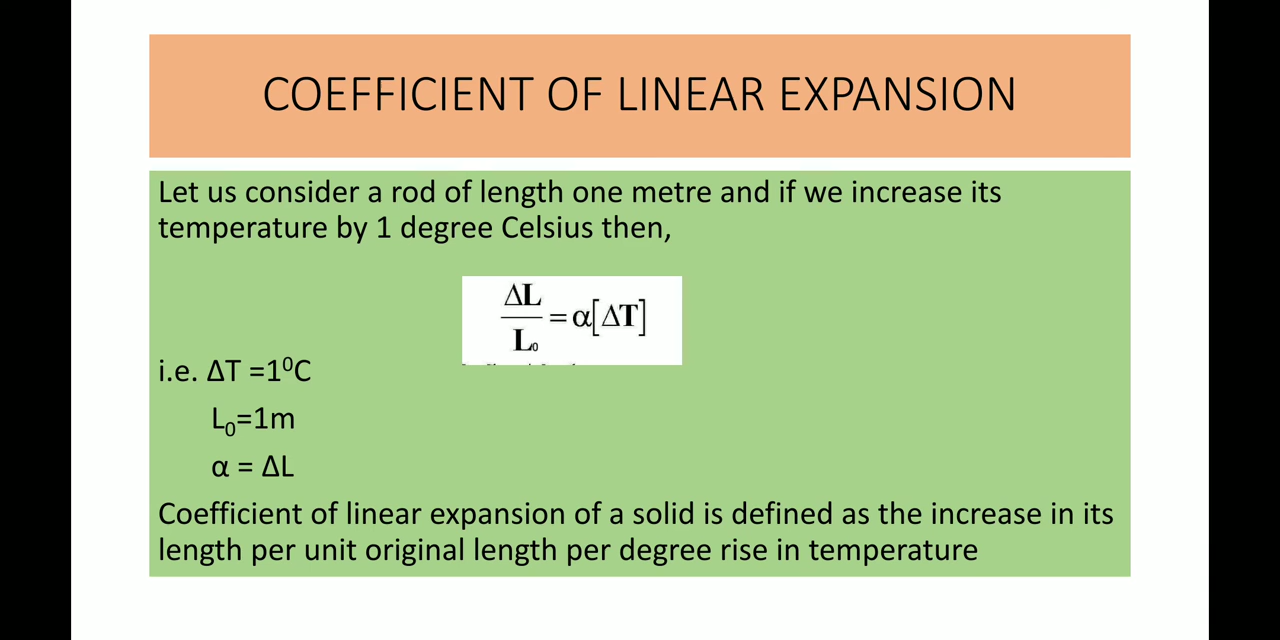 COEFFICIENT OF LINEAR EXPANSION
Let us consider a rod of length one metre and if we increase its
temperature by 1 degree Celsius then,
ΔL
L₀ = α[ΔT]
i.e. ΔT =1⁰C
L₀=1m
α = ΔL
Coefficient of linear expansion of a solid is defined as the increase in its
length per unit original length per degree rise in temperature